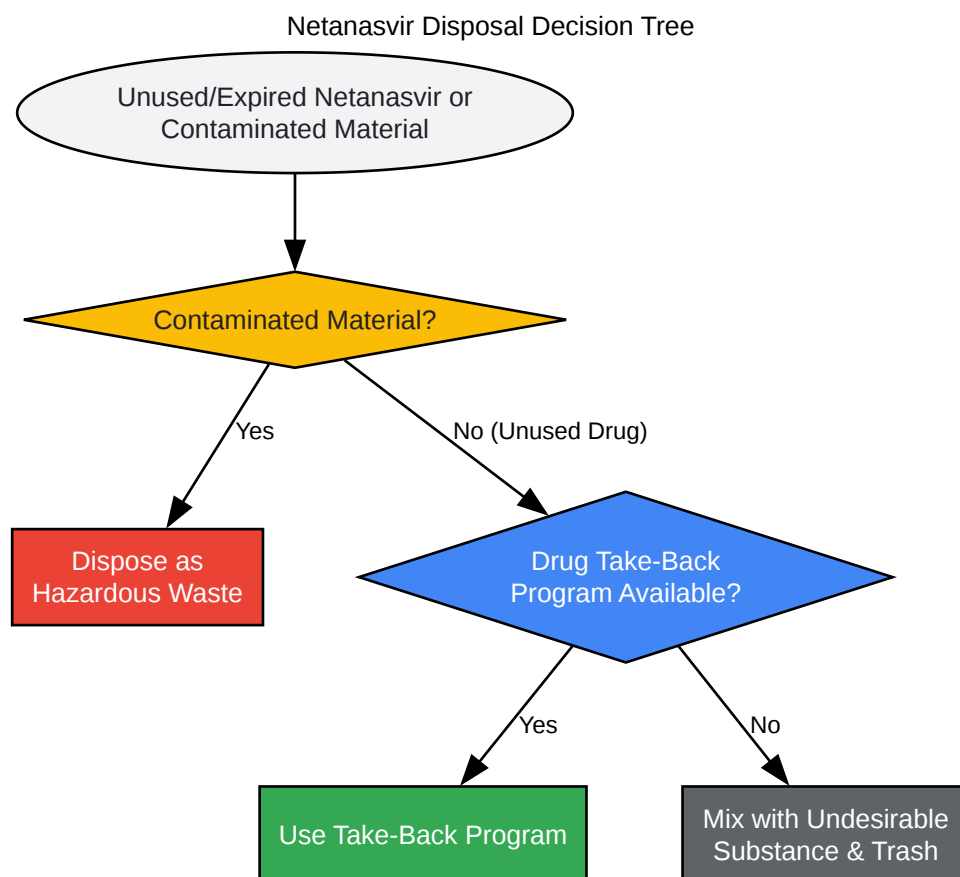 Netanasvir Disposal Decision Tree
Unused/Expired Netanasvir or
Contaminated Material
Contaminated Material?
Yes
No (Unused Drug)
Dispose as
Hazardous Waste
Drug Take-Back
Program Available?
Yes
No
Use Take-Back Program
Mix with Undesirable
Substance & Trash